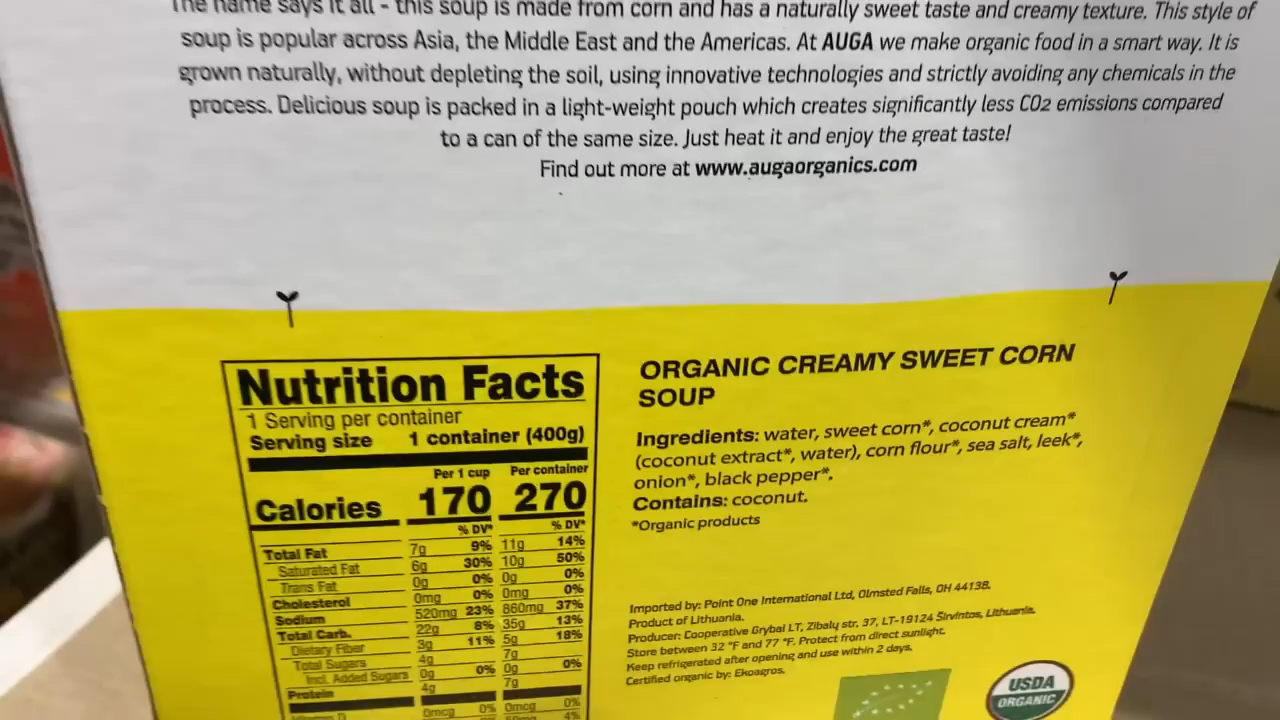 The name says it all - this soup is made from corn and has a naturally sweet taste and creamy texture. This style of
soup is popular across Asia, the Middle East and the Americas. At AUGA we make organic food in a smart way. It is
grown naturally, without depleting the soil, using innovative technologies and strictly avoiding any chemicals in the
process. Delicious soup is packed in a light-weight pouch which creates significantly less CO2 emissions compared
to a can of the same size. Just heat it and enjoy the great taste!
Find out more at www.augaorganics.com
Nutrition Facts
1 Serving per container
Serving size 1 container (400g)
Per 1 cup Per container
Calories 170 270
% DV* % DV*
Total Fat 7g 9% 11g 14%
Saturated Fat 6g 30% 10g 50%
Trans Fat 0g 0% 0g 0%
Cholesterol 0mg 0% 0mg 0%
Sodium 520mg 23% 860mg 37%
Total Carb. 22g 8% 35g 13%
Dietary Fiber 3g 11% 5g 18%
Total Sugars 4g 7g
Incl. Added Sugars 0g 0% 0g 0%
Protein 4g 7g
0mcg 0% 0mcg 0%
4%
ORGANIC CREAMY SWEET CORN
SOUP
Ingredients: water, sweet corn*, coconut cream*
(coconut extract*, water), corn flour*, sea salt, leek*,
onion*, black pepper*.
Contains: coconut.
*Organic products
Imported by: Point One International Ltd, Olmsted Falls, OH 44138.
Product of Lithuania.
Producer: Cooperative Grybai LT, Zibalų str. 37, LT-19124 Širvintos, Lithuania.
Store between 32 °F and 77 °F. Protect from direct sunlight.
Keep refrigerated after opening and use within 2 days.
Certified organic by: Ekoagros.
USDA
ORGANIC